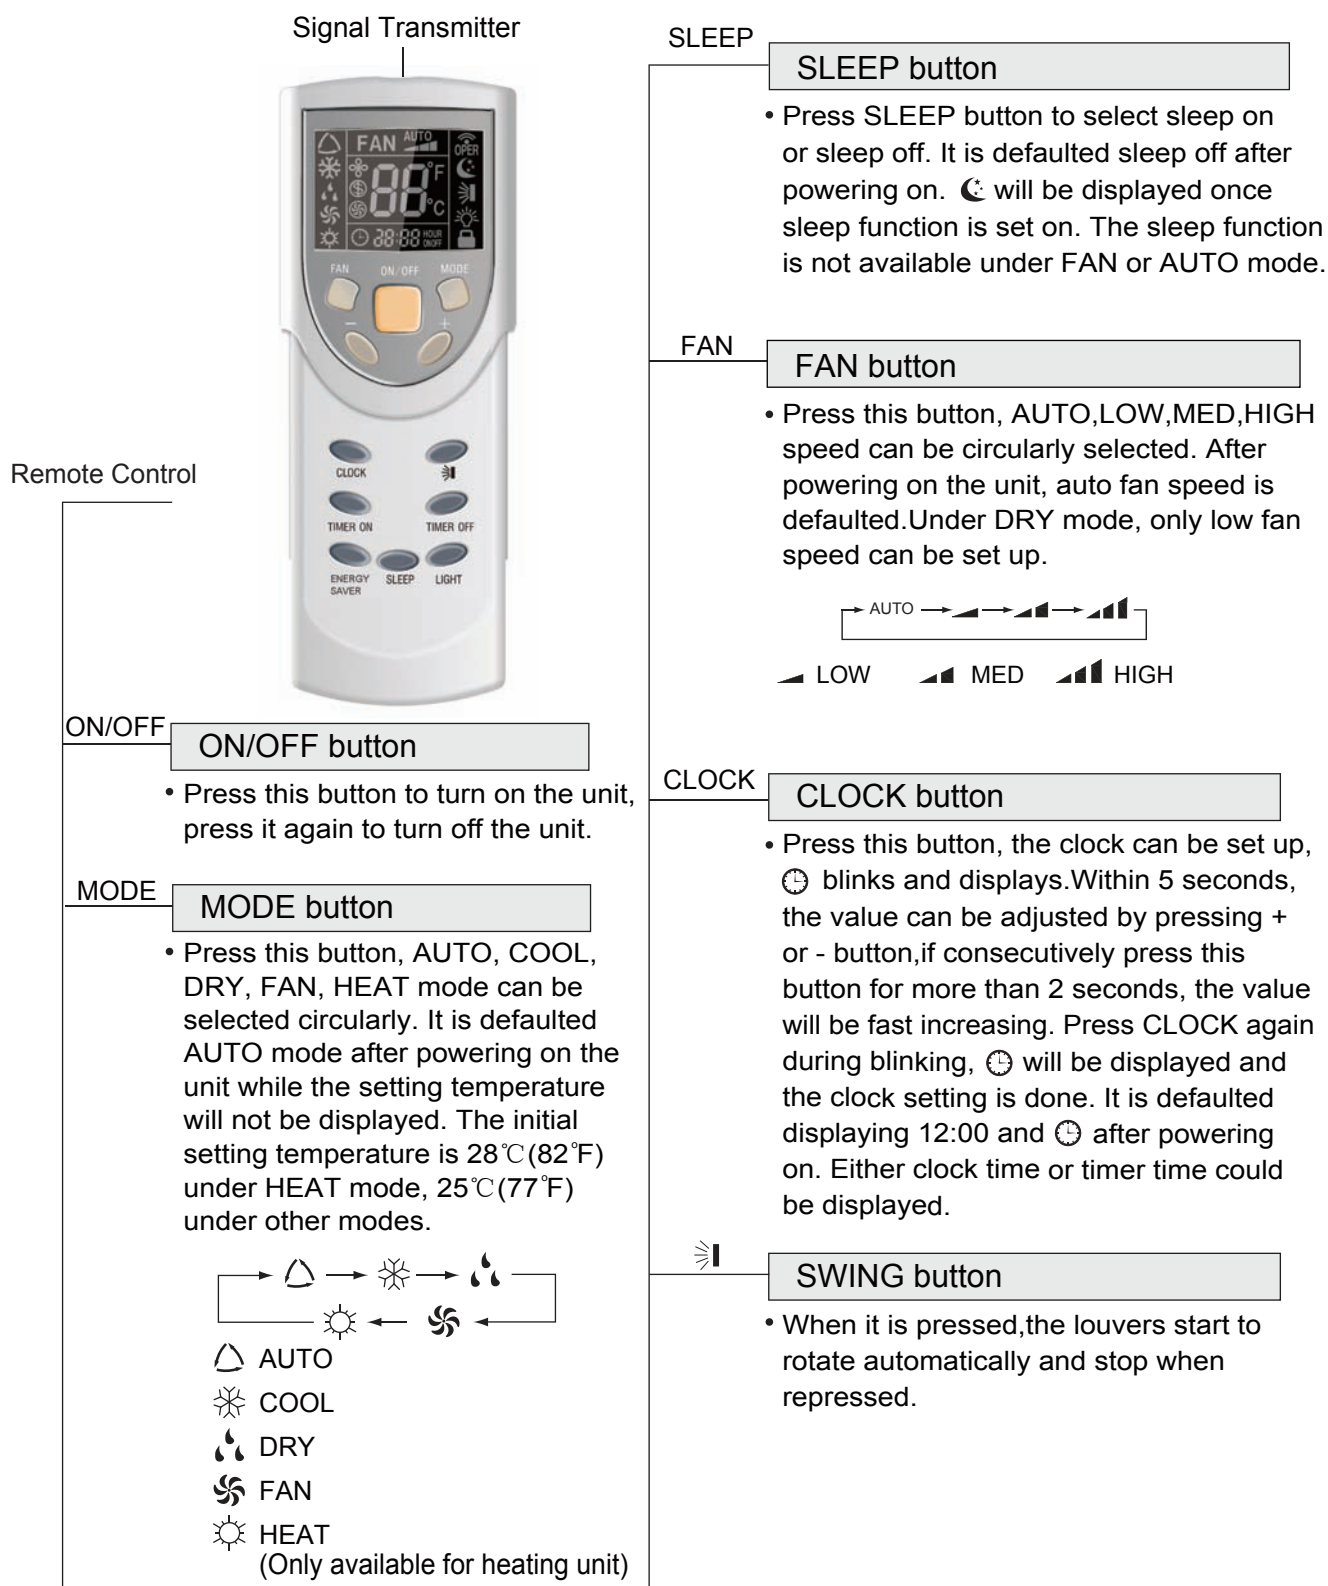 Signal Transmitter
FAN AUTO
OPER
88 °F
°C
88:88 HOUR
ON/OFF
FAN ON/OFF MODE
- +
CLOCK
TIMER ON TIMER OFF
ENERGY
SAVER
SLEEP LIGHT
Remote Control
ON/OFF
ON/OFF button
• Press this button to turn on the unit,
press it again to turn off the unit.
MODE
MODE button
• Press this button, AUTO, COOL,
DRY, FAN, HEAT mode can be
selected circularly. It is defaulted
AUTO mode after powering on the
unit while the setting temperature
will not be displayed. The initial
setting temperature is 28℃(82°F)
under HEAT mode, 25℃(77°F)
under other modes.
AUTO
COOL
DRY
FAN
HEAT
(Only available for heating unit)
SLEEP
SLEEP button
• Press SLEEP button to select sleep on
or sleep off. It is defaulted sleep off after
powering on. will be displayed once
sleep function is set on. The sleep function
is not available under FAN or AUTO mode.
FAN
FAN button
• Press this button, AUTO,LOW,MED,HIGH
speed can be circularly selected. After
powering on the unit, auto fan speed is
defaulted.Under DRY mode, only low fan
speed can be set up.
AUTO
LOW MED HIGH
CLOCK
CLOCK button
• Press this button, the clock can be set up,
blinks and displays.Within 5 seconds,
the value can be adjusted by pressing +
or - button,if consecutively press this
button for more than 2 seconds, the value
will be fast increasing. Press CLOCK again
during blinking, will be displayed and
the clock setting is done. It is defaulted
displaying 12:00 and after powering
on. Either clock time or timer time could
be displayed.
SWING button
• When it is pressed,the louvers start to
rotate automatically and stop when
repressed.